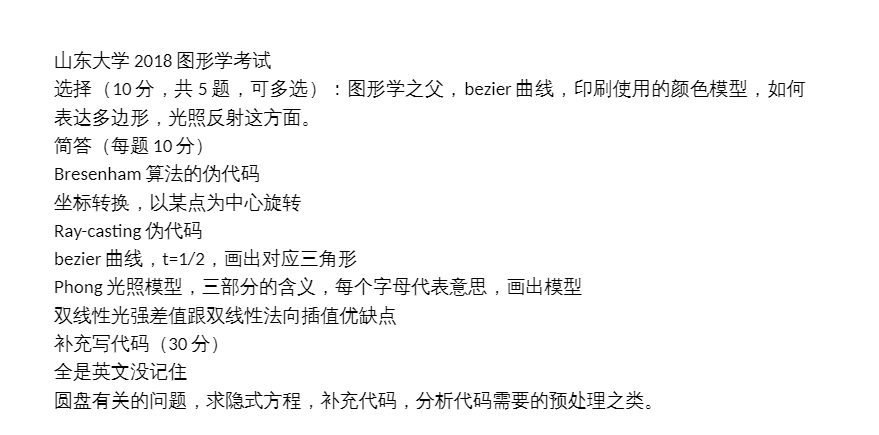 山东大学 2018 图形学考试
选择（10 分，共 5 题，可多选）：图形学之父，bezier 曲线，印刷使用的颜色模型，如何
表达多边形，光照反射这方面。
简答（每题 10 分）
Bresenham 算法的伪代码
坐标转换，以某点为中心旋转
Ray-casting 伪代码
bezier 曲线，t=1/2，画出对应三角形
Phong 光照模型，三部分的含义，每个字母代表意思，画出模型
双线性光强差值跟双线性法向插值优缺点
补充写代码（30 分）
全是英文没记住
圆盘有关的问题，求隐式方程，补充代码，分析代码需要的预处理之类。